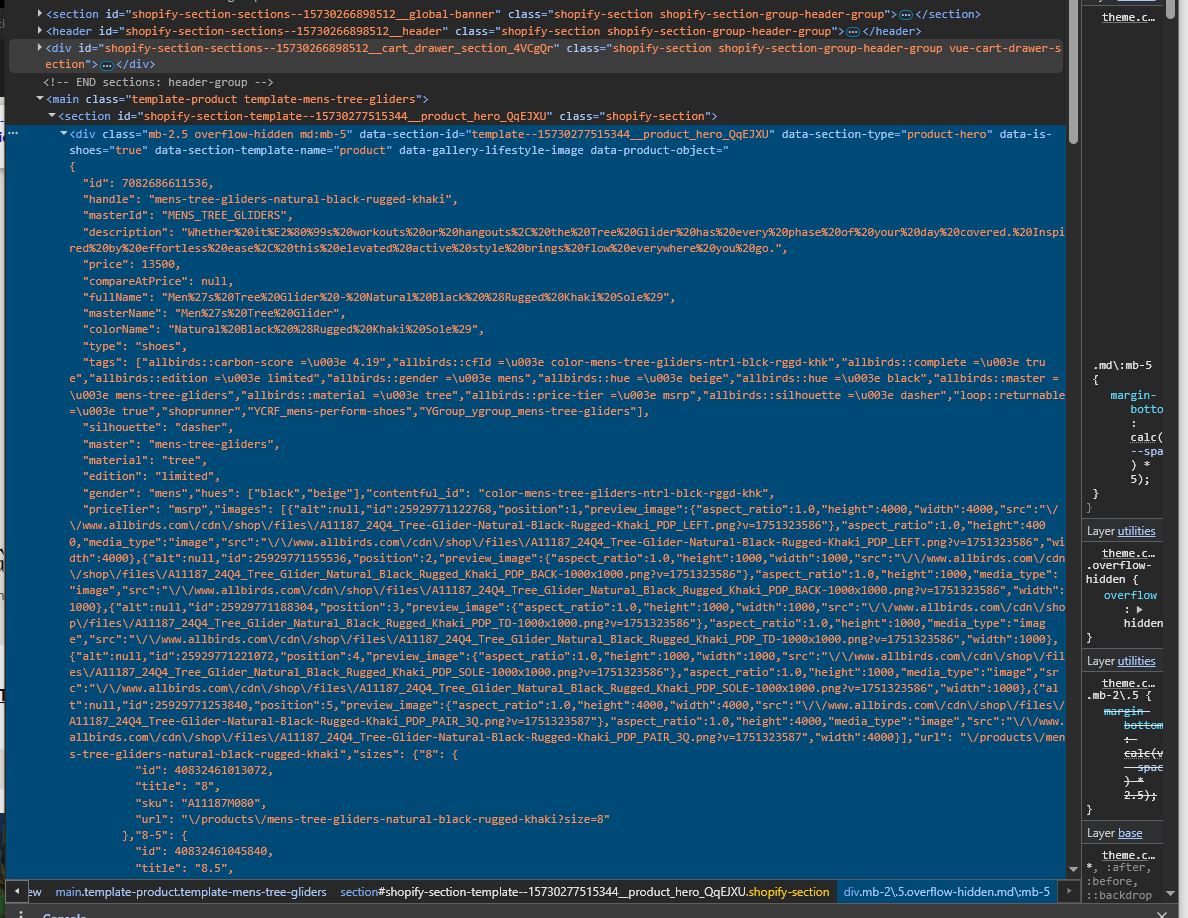 <section id="shopify-section-sections--15730266898512__global-banner" class="shopify-section shopify-section-group-header-group">…</section>
<header id="shopify-section-sections--15730266898512__header" class="shopify-section shopify-section-group-header-group">…</header>
<div id="shopify-section-sections--15730266898512__cart_drawer_section_4VCgQr" class="shopify-section shopify-section-group-header-group vue-cart-drawer-s
ection">…</div>
<!-- END sections: header-group -->
<main class="template-product template-mens-tree-gliders">
<section id="shopify-section-template--15730277515344__product_hero_QqEJXU" class="shopify-section">
<div class="mb-2.5 overflow-hidden md:mb-5" data-section-id="template--15730277515344__product_hero_QqEJXU" data-section-type="product-hero" data-is-
shoes="true" data-section-template-name="product" data-gallery-lifestyle-image data-product-object="
{
"id": 7082686611536,
"handle": "mens-tree-gliders-natural-black-rugged-khaki",
"masterId": "MENS_TREE_GLIDERS",
"description": "Whether%20it%E2%80%99s%20workouts%20or%20hangouts%2C%20the%20Tree%20Glider%20has%20every%20phase%20of%20your%20day%20covered.%20Inspi
red%20by%20effortless%20ease%2C%20this%20elevated%20active%20style%20brings%20flow%20everywhere%20you%20go.",
"price": 13500,
"compareAtPrice": null,
"fullName": "Men%27s%20Tree%20Glider%20-%20Natural%20Black%20%28Rugged%20Khaki%20Sole%29",
"masterName": "Men%27s%20Tree%20Glider",
"colorName": "Natural%20Black%20%28Rugged%20Khaki%20Sole%29",
"type": "shoes",
"tags": ["allbirds::carbon-score =\u003e 4.19","allbirds::cfId =\u003e color-mens-tree-gliders-ntrl-blck-rggd-khk","allbirds::complete =\u003e tru
e","allbirds::edition =\u003e limited","allbirds::gender =\u003e mens","allbirds::hue =\u003e beige","allbirds::hue =\u003e black","allbirds::master =
\u003e mens-tree-gliders","allbirds::material =\u003e tree","allbirds::price-tier =\u003e msrp","allbirds::silhouette =\u003e dasher","loop::returnable
=\u003e true","shoprunner","YCRF_mens-perform-shoes","YGroup_ygroup_mens-tree-gliders"],
"silhouette": "dasher",
"master": "mens-tree-gliders",
"material": "tree",
"edition": "limited",
"gender": "mens","hues": ["black","beige"],"contentful_id": "color-mens-tree-gliders-ntrl-blck-rggd-khk",
"priceTier": "msrp","images": [{"alt":null,"id":25929771122768,"position":1,"preview_image":{"aspect_ratio":1.0,"height":4000,"width":4000,"src":"\
/\/www.allbirds.com\/cdn\/shop\/files\/A11187_24Q4_Tree-Glider-Natural-Black-Rugged-Khaki_PDP_LEFT.png?v=1751323586"},"aspect_ratio":1.0,"height":400
0,"media_type":"image","src":"\/\/www.allbirds.com\/cdn\/shop\/files\/A11187_24Q4_Tree-Glider-Natural-Black-Rugged-Khaki_PDP_LEFT.png?v=1751323586","wi
dth":4000},{"alt":null,"id":25929771155536,"position":2,"preview_image":{"aspect_ratio":1.0,"height":1000,"width":1000,"src":"\/\/www.allbirds.com\/cdn
\/shop\/files\/A11187_24Q4_Tree_Glider_Natural_Black_Rugged_Khaki_PDP_BACK-1000x1000.png?v=1751323586"},"aspect_ratio":1.0,"height":1000,"media_type":
"image","src":"\/\/www.allbirds.com\/cdn\/shop\/files\/A11187_24Q4_Tree_Glider_Natural_Black_Rugged_Khaki_PDP_BACK-1000x1000.png?v=1751323586","width":
1000},{"alt":null,"id":25929771188304,"position":3,"preview_image":{"aspect_ratio":1.0,"height":1000,"width":1000,"src":"\/\/www.allbirds.com\/cdn\/sho
p\/files\/A11187_24Q4_Tree_Glider_Natural_Black_Rugged_Khaki_PDP_TD-1000x1000.png?v=1751323586"},"aspect_ratio":1.0,"height":1000,"media_type":"imag
e","src":"\/\/www.allbirds.com\/cdn\/shop\/files\/A11187_24Q4_Tree_Glider_Natural_Black_Rugged_Khaki_PDP_TD-1000x1000.png?v=1751323586","width":1000},
{"alt":null,"id":25929771221072,"position":4,"preview_image":{"aspect_ratio":1.0,"height":1000,"width":1000,"src":"\/\/www.allbirds.com\/cdn\/shop\/fil
es\/A11187_24Q4_Tree_Glider_Natural_Black_Rugged_Khaki_PDP_SOLE-1000x1000.png?v=1751323586"},"aspect_ratio":1.0,"height":1000,"media_type":"image","sr
c":"\/\/www.allbirds.com\/cdn\/shop\/files\/A11187_24Q4_Tree_Glider_Natural_Black_Rugged_Khaki_PDP_SOLE-1000x1000.png?v=1751323586","width":1000},{"al
t":null,"id":25929771253840,"position":5,"preview_image":{"aspect_ratio":1.0,"height":4000,"width":4000,"src":"\/\/www.allbirds.com\/cdn\/shop\/files\/
A11187_24Q4_Tree-Glider-Natural-Black-Rugged-Khaki_PDP_PAIR_3Q.png?v=1751323587"},"aspect_ratio":1.0,"height":4000,"media_type":"image","src":"\/\/www.
allbirds.com\/cdn\/shop\/files\/A11187_24Q4_Tree-Glider-Natural-Black-Rugged-Khaki_PDP_PAIR_3Q.png?v=1751323587","width":4000}],"url": "\/products\/men
s-tree-gliders-natural-black-rugged-khaki","sizes": {"8": {
"id": 40832461013072,
"title": "8",
"sku": "A11187M080",
"url": "\/products\/mens-tree-gliders-natural-black-rugged-khaki?size=8"
},"8-5": {
"id": 40832461045840,
"title": "8.5",
ew main.template-product.template-mens-tree-gliders section#shopify-section-template--15730277515344__product_hero_QqEJXU.shopify-section div.mb-2\.5.overflow-hidden.md\:mb-5
theme.c…
.md\:mb-5
{
margin-
botto
:
calc(
--spa
) *
5);
}
}
Layer utilities
theme.c…
.overflow-
hidden {
overflow
:
hidden
}
Layer utilities
theme.c…
.mb-2\.5 {
margin-
bottom
:
calc(v
spac
) *
2.5);
}
Layer base
theme.c…
*, :after,
:before,
::backdrop